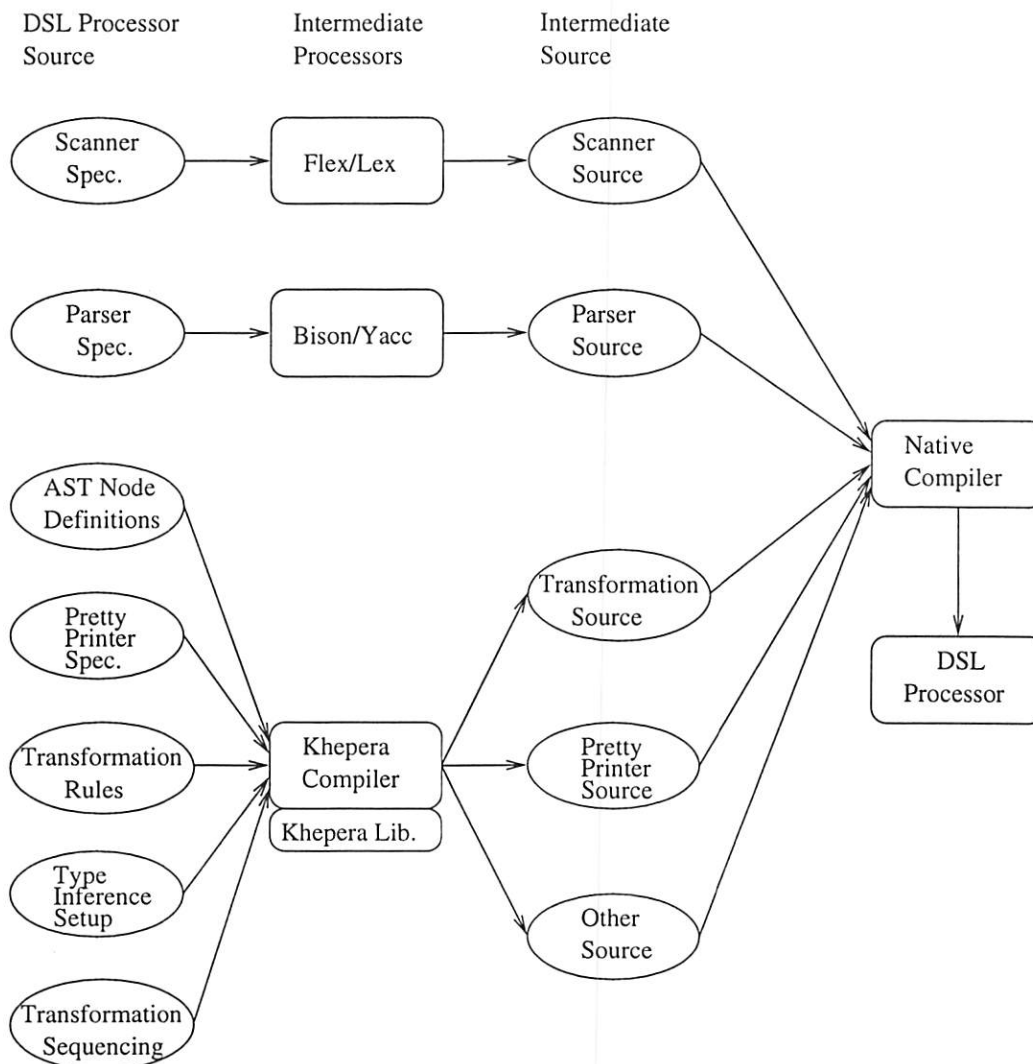 DSL Processor
Source
Intermediate
Processors
Intermediate
Source
Scanner
Spec.
Flex/Lex
Scanner
Source
Parser
Spec.
Bison/Yacc
Parser
Source
Native
Compiler
AST Node
Definitions
Transformation
Source
Pretty
Printer
Spec.
DSL
Processor
Khepera
Compiler
Khepera Lib.
Transformation
Rules
Pretty
Printer
Source
Type
Inference
Setup
Other
Source
Transformation
Sequencing